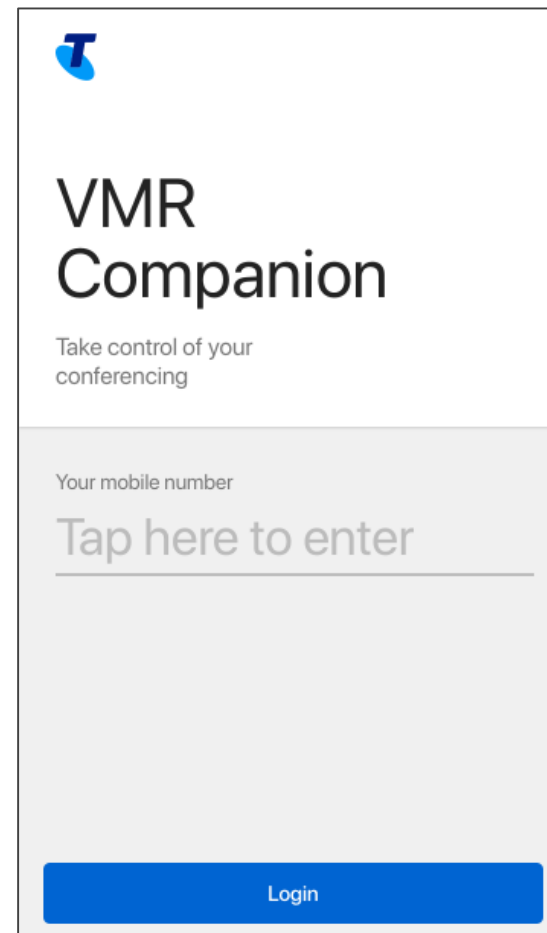 T
VMR
Companion
Take control of your
conferencing
Your mobile number
Tap here to enter
Login